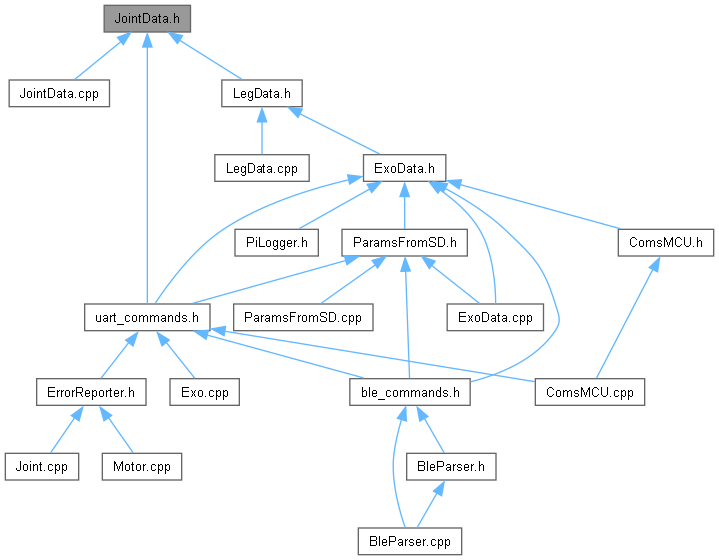 JointData.h
JointData.cpp
LegData.h
LegData.cpp
ExoData.h
PiLogger.h
ParamsFromSD.h
ComsMCU.h
uart_commands.h
ParamsFromSD.cpp
ExoData.cpp
ErrorReporter.h
Exo.cpp
ble_commands.h
ComsMCU.cpp
Joint.cpp
Motor.cpp
BleParser.h
BleParser.cpp